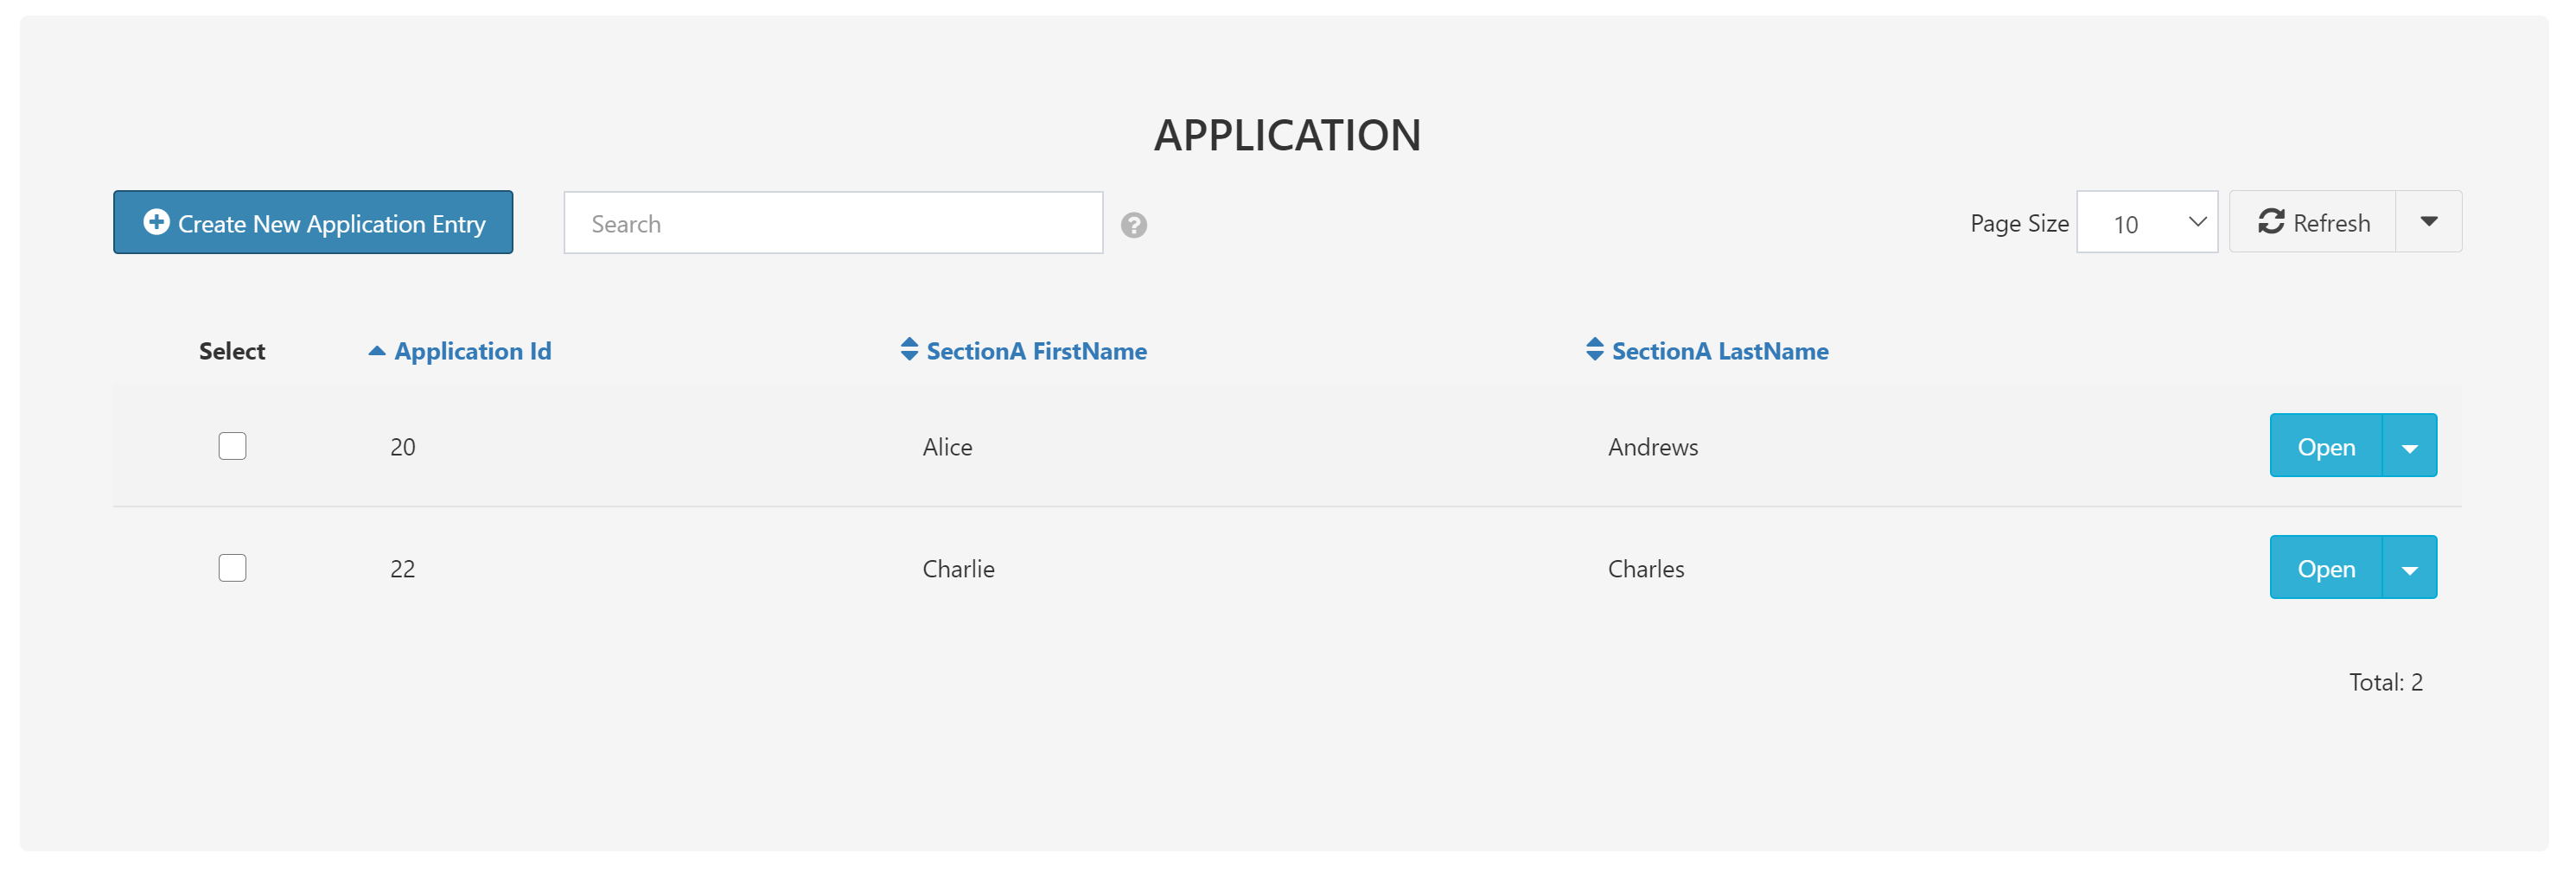 APPLICATION
Create New Application Entry Search ? Page Size 10 Refresh
Select Application Id SectionA FirstName SectionA LastName
20 Alice Andrews Open
22 Charlie Charles Open
Total: 2